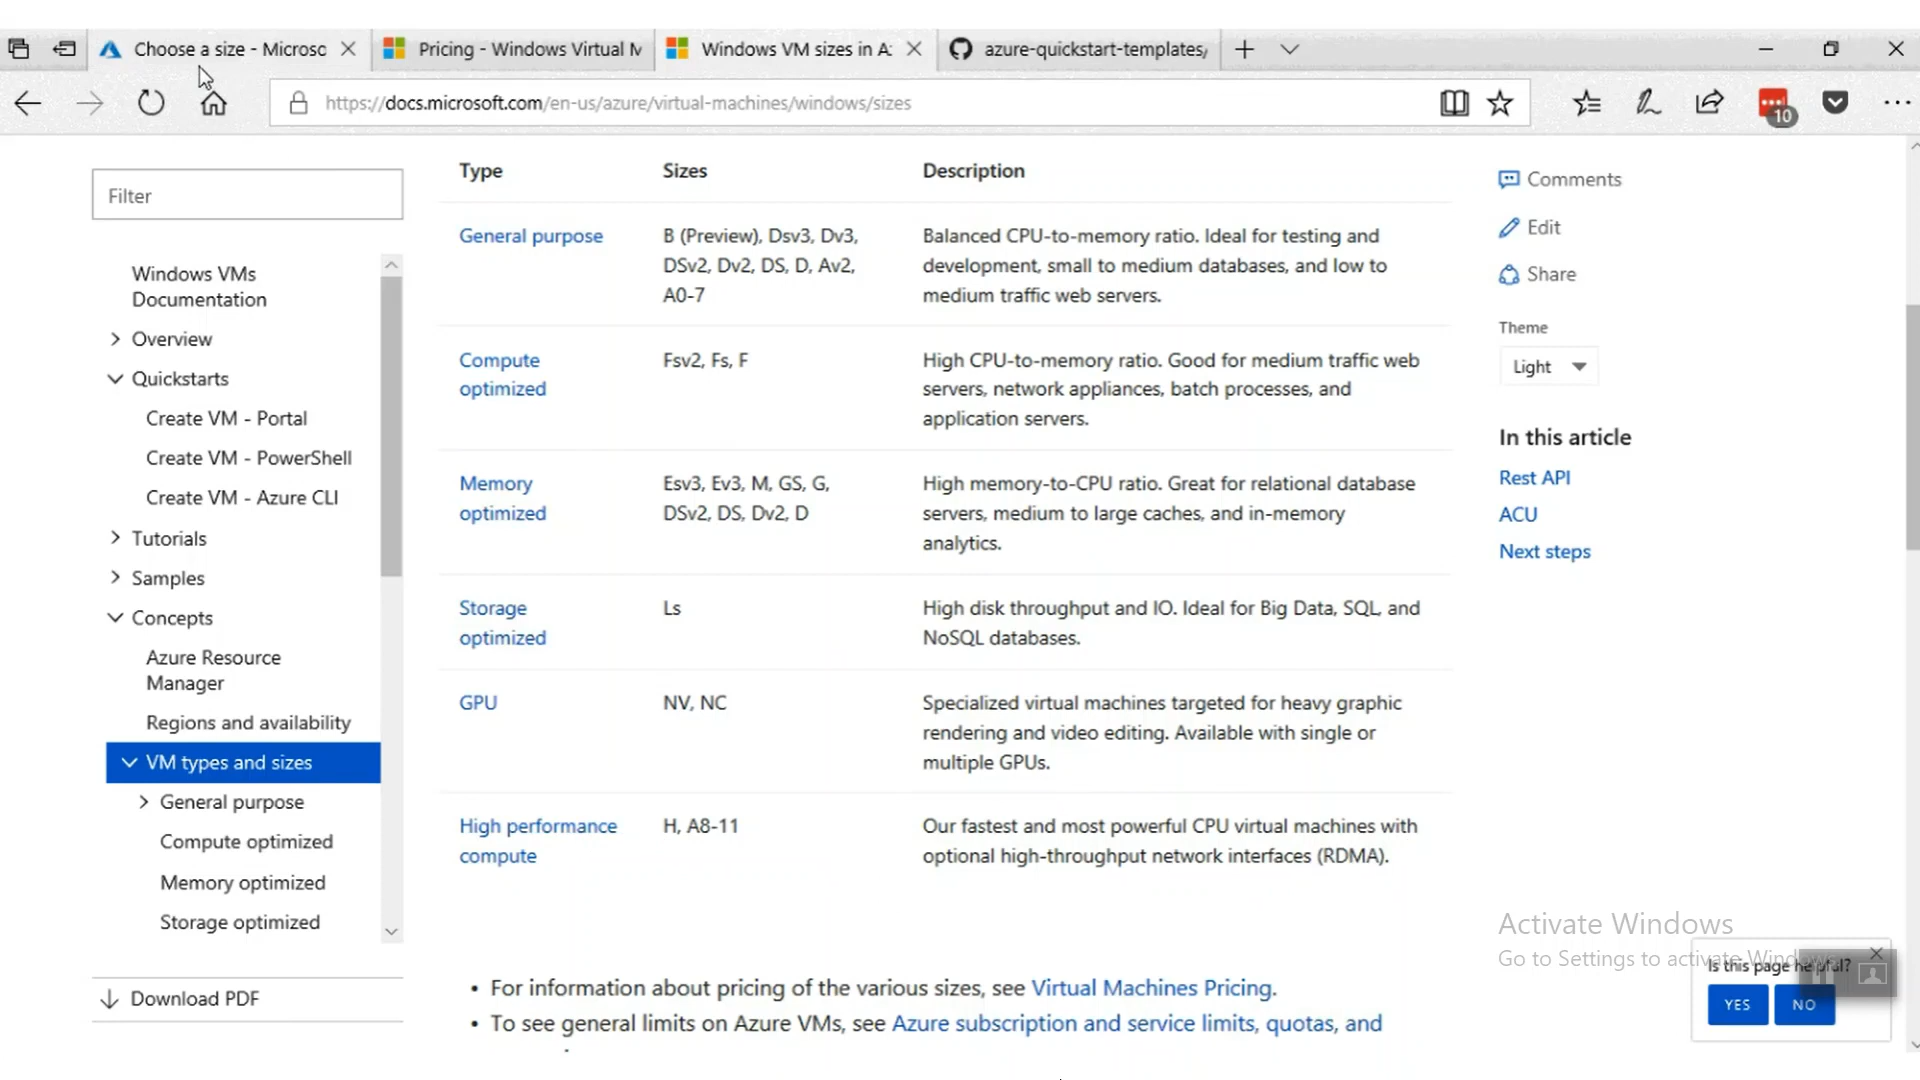 Choose a size - Microsc
Pricing - Windows Virtual M
Windows VM sizes in A:
azure-quickstart-templates/
https://docs.microsoft.com/en-us/azure/virtual-machines/windows/sizes
10
Filter
Windows VMs
Documentation
Overview
Quickstarts
Create VM - Portal
Create VM - PowerShell
Create VM - Azure CLI
Tutorials
Samples
Concepts
Azure Resource
Manager
Regions and availability
VM types and sizes
General purpose
Compute optimized
Memory optimized
Storage optimized
Download PDF
Type Sizes Description
General purpose B (Preview), Dsv3, Dv3, Balanced CPU-to-memory ratio. Ideal for testing and
DSv2, Dv2, DS, D, Av2, development, small to medium databases, and low to
A0-7 medium traffic web servers.
Compute Fsv2, Fs, F High CPU-to-memory ratio. Good for medium traffic web
optimized servers, network appliances, batch processes, and
application servers.
Memory Esv3, Ev3, M, GS, G, High memory-to-CPU ratio. Great for relational database
optimized DSv2, DS, Dv2, D servers, medium to large caches, and in-memory
analytics.
Storage Ls High disk throughput and IO. Ideal for Big Data, SQL, and
optimized NoSQL databases.
GPU NV, NC Specialized virtual machines targeted for heavy graphic
rendering and video editing. Available with single or
multiple GPUs.
High performance H, A8-11 Our fastest and most powerful CPU virtual machines with
compute optional high-throughput network interfaces (RDMA).
• For information about pricing of the various sizes, see Virtual Machines Pricing.
• To see general limits on Azure VMs, see Azure subscription and service limits, quotas, and
Comments
Edit
Share
Theme
Light
In this article
Rest API
ACU
Next steps
Activate Windows
Go to Settings to activate Windows.
Is this page helpful?
YES NO